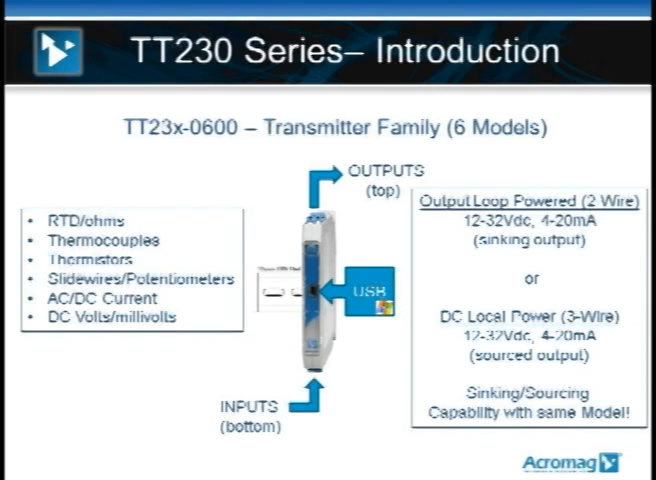 TT230 Series– Introduction
TT23x-0600 – Transmitter Family (6 Models)
OUTPUTS
(top)
• RTD/ohms
• Thermocouples
• Thermistors
• Slidewires/Potentiometers
• AC/DC Current
• DC Volts/millivolts
USB
INPUTS
(bottom)
Output Loop Powered (2 Wire)
12-32Vdc, 4-20mA
(sinking output)
or
DC Local Power (3-Wire)
12-32Vdc, 4-20mA
(sourced output)
Sinking/Sourcing
Capability with same Model!
Acromag